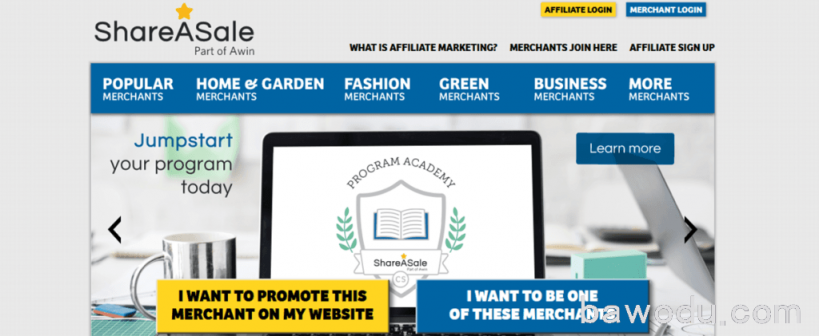 AFFILIATE LOGIN
MERCHANT LOGIN
ShareASale
Part of Awin
WHAT IS AFFILIATE MARKETING?
MERCHANTS JOIN HERE
AFFILIATE SIGN UP
POPULAR
MERCHANTS
HOME & GARDEN
MERCHANTS
FASHION
MERCHANTS
GREEN
MERCHANTS
BUSINESS
MERCHANTS
MORE
MERCHANTS
Jumpstart
your program
today
Learn more
PROGRAM ACADEMY
ShareASale
Part of Awin
CS
I WANT TO PROMOTE THIS
MERCHANT ON MY WEBSITE
I WANT TO BE ONE
OF THESE MERCHANTS
bawodu.com